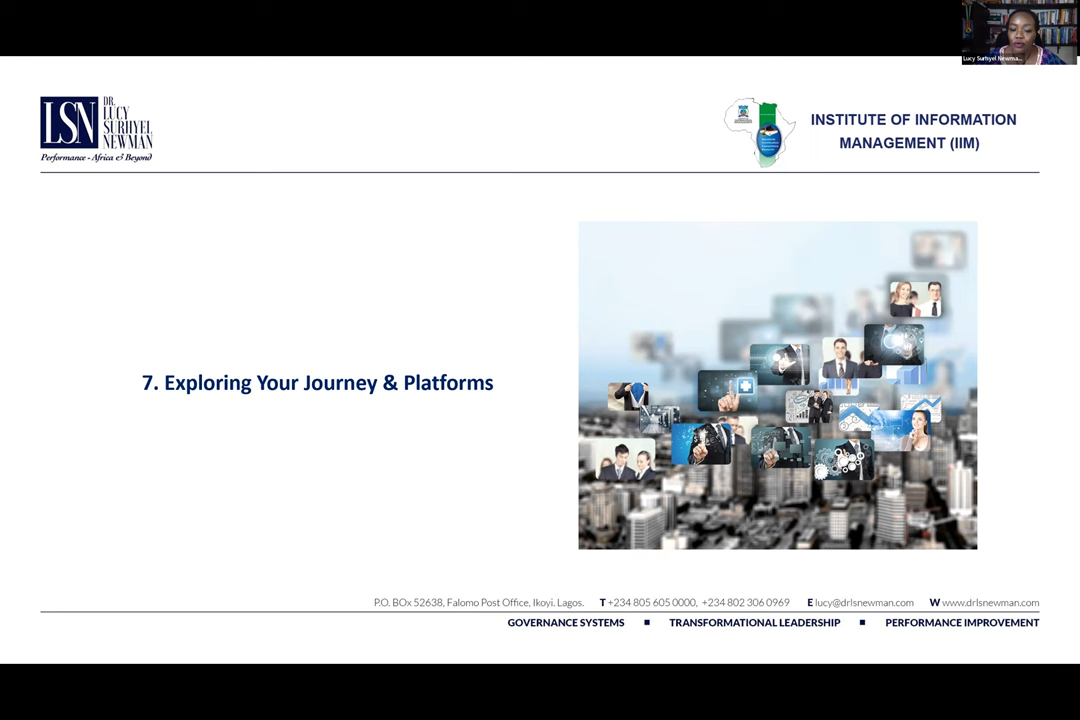 Lucy Surhyel Newma...
LSN
DR.
LUCY
SURHYEL
NEWMAN
Performance - Africa & Beyond
INSTITUTE OF INFORMATION
MANAGEMENT (IIM)
7. Exploring Your Journey & Platforms
P.O. BOx 52638, Falomo Post Office, Ikoyi. Lagos. T +234 805 605 0000, +234 802 306 0969 E lucy@drlsnewman.com W www.drlsnewman.com
GOVERNANCE SYSTEMS ■ TRANSFORMATIONAL LEADERSHIP ■ PERFORMANCE IMPROVEMENT